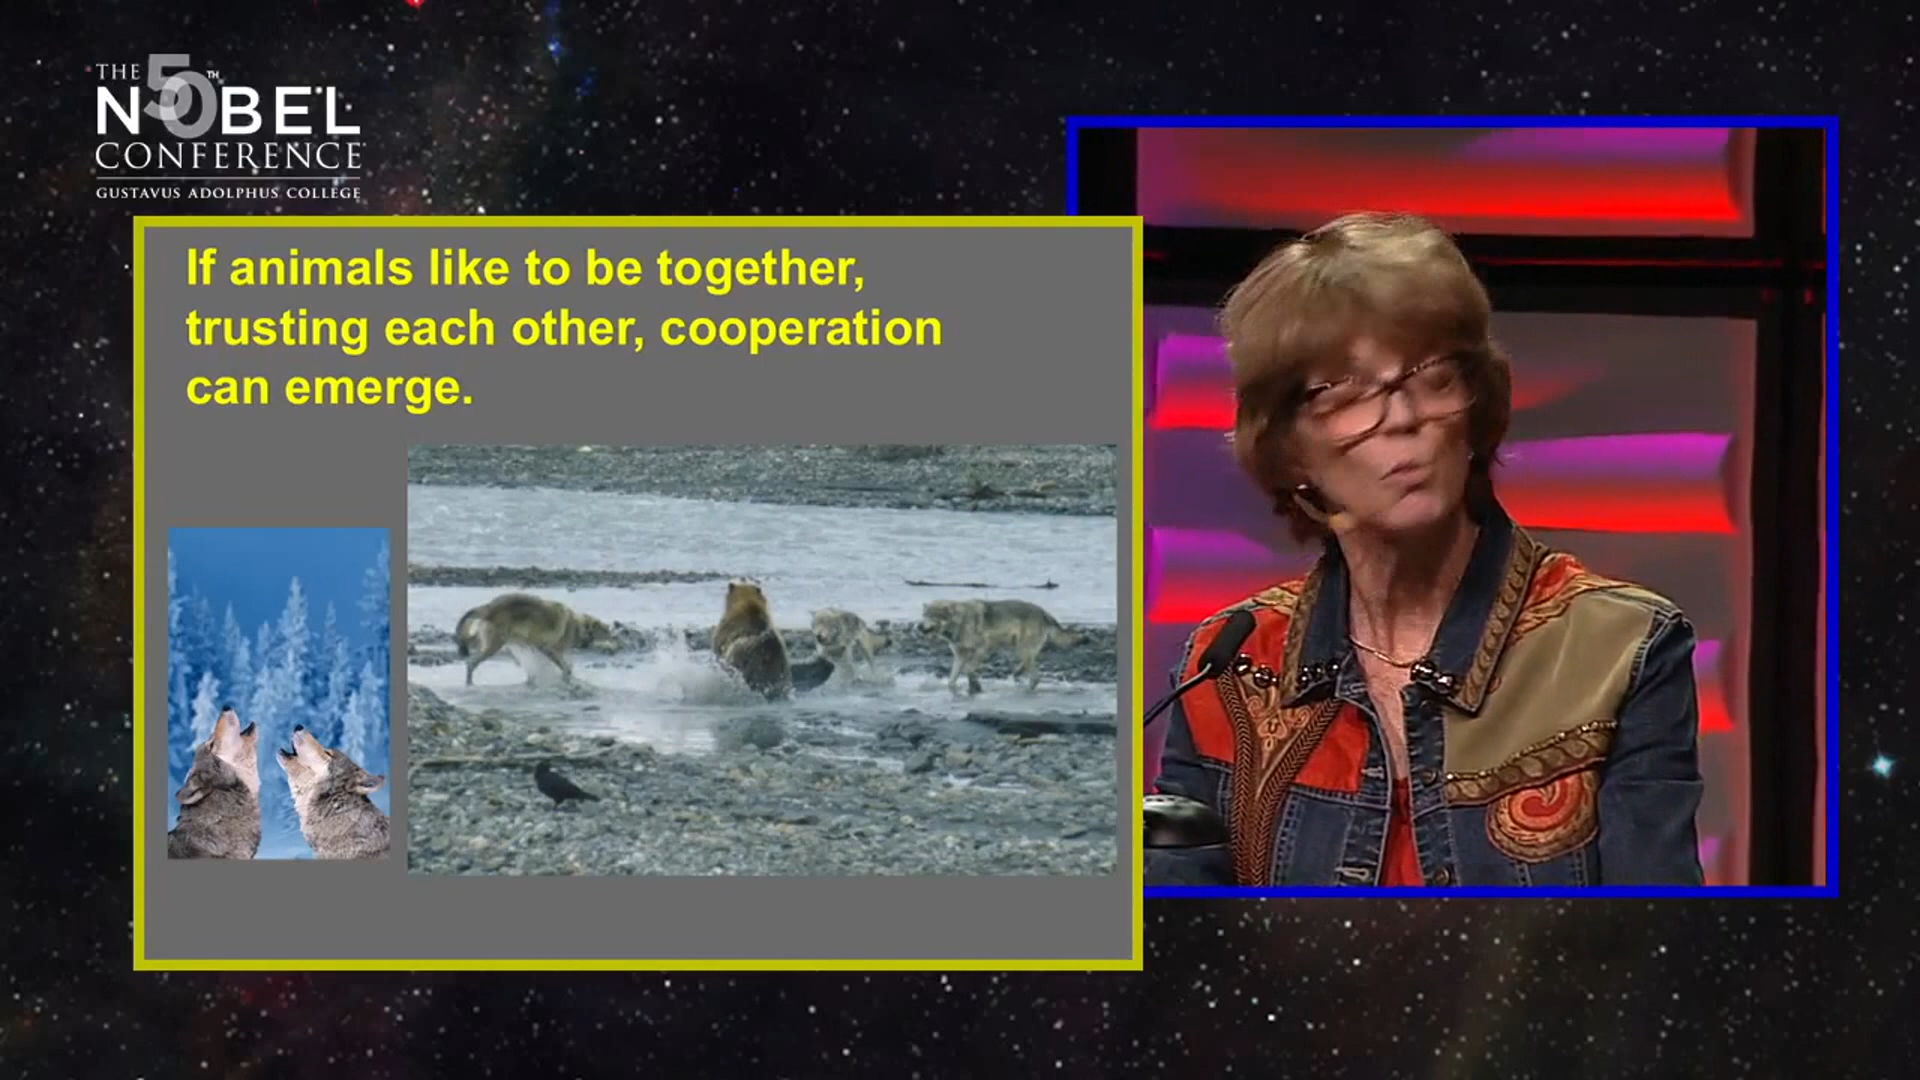 THE 50TH
NOBEL
CONFERENCE
GUSTAVUS ADOLPHUS COLLEGE
If animals like to be together,
trusting each other, cooperation
can emerge.